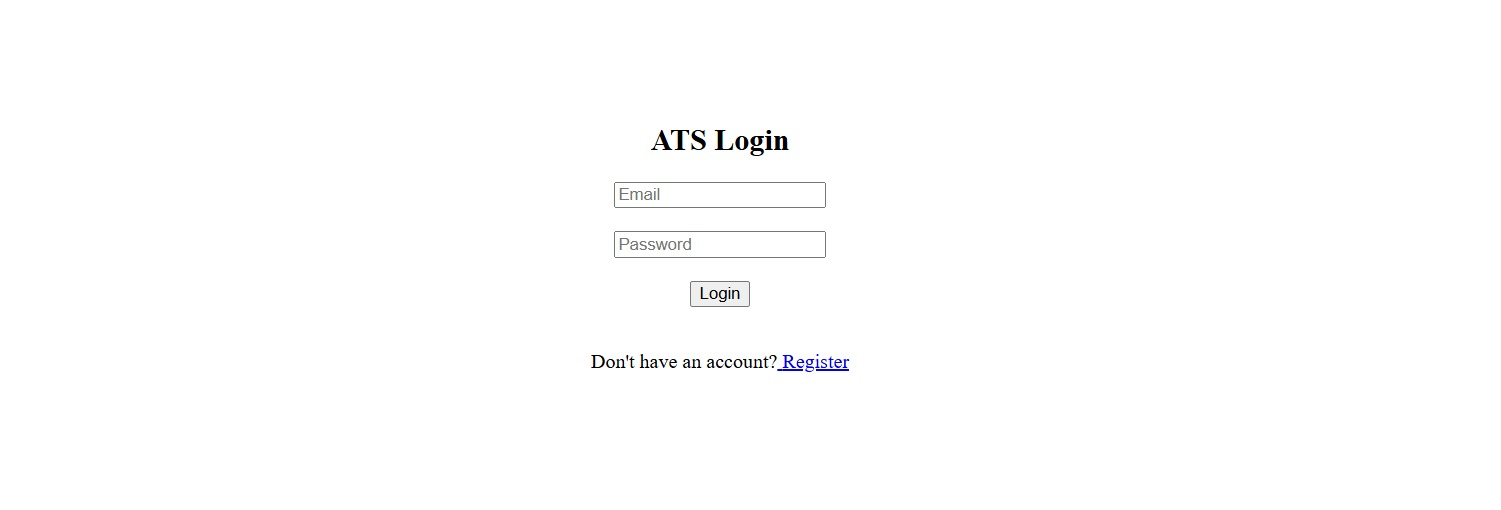 ATS Login
Email
Password
Login
Don't have an account? Register